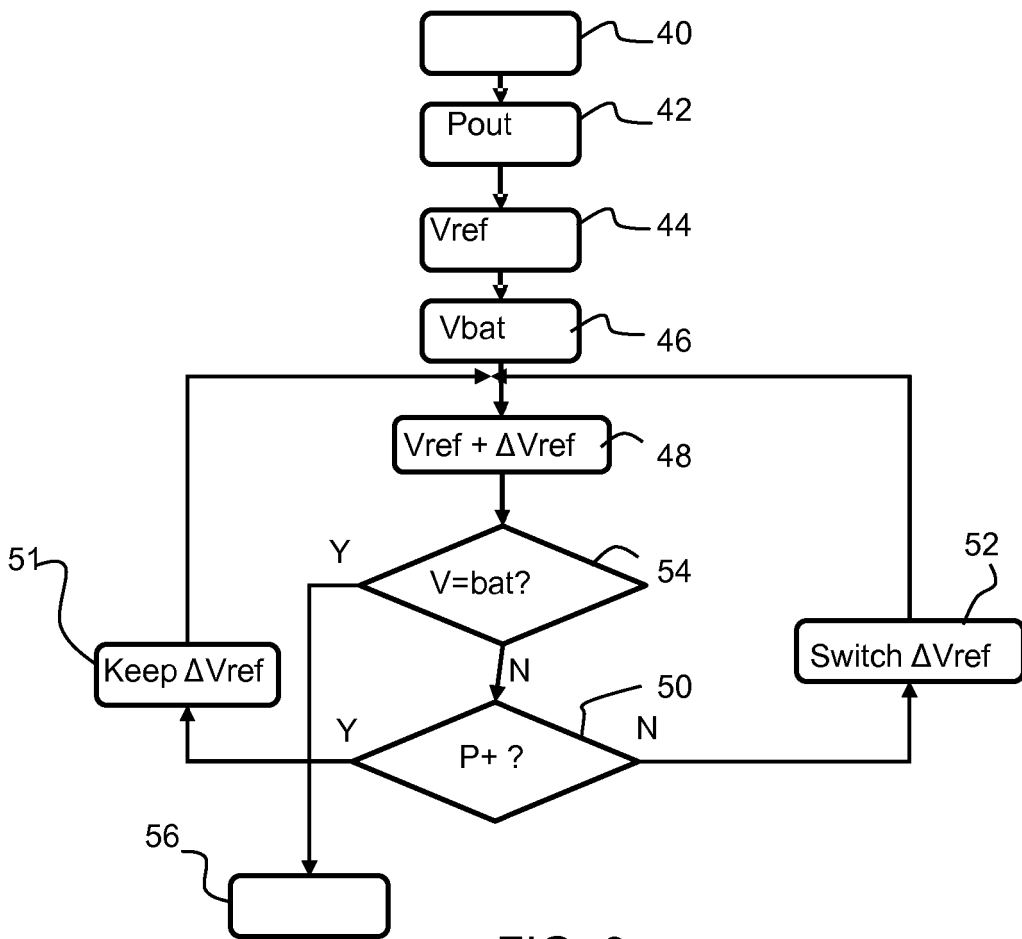 40
Pout
42
Vref
44
Vbat
46
Vref + ΔVref
48
51
Y
V=bat?
54
52
Keep ΔVref
N
Switch ΔVref
50
Y
P+ ?
N
56